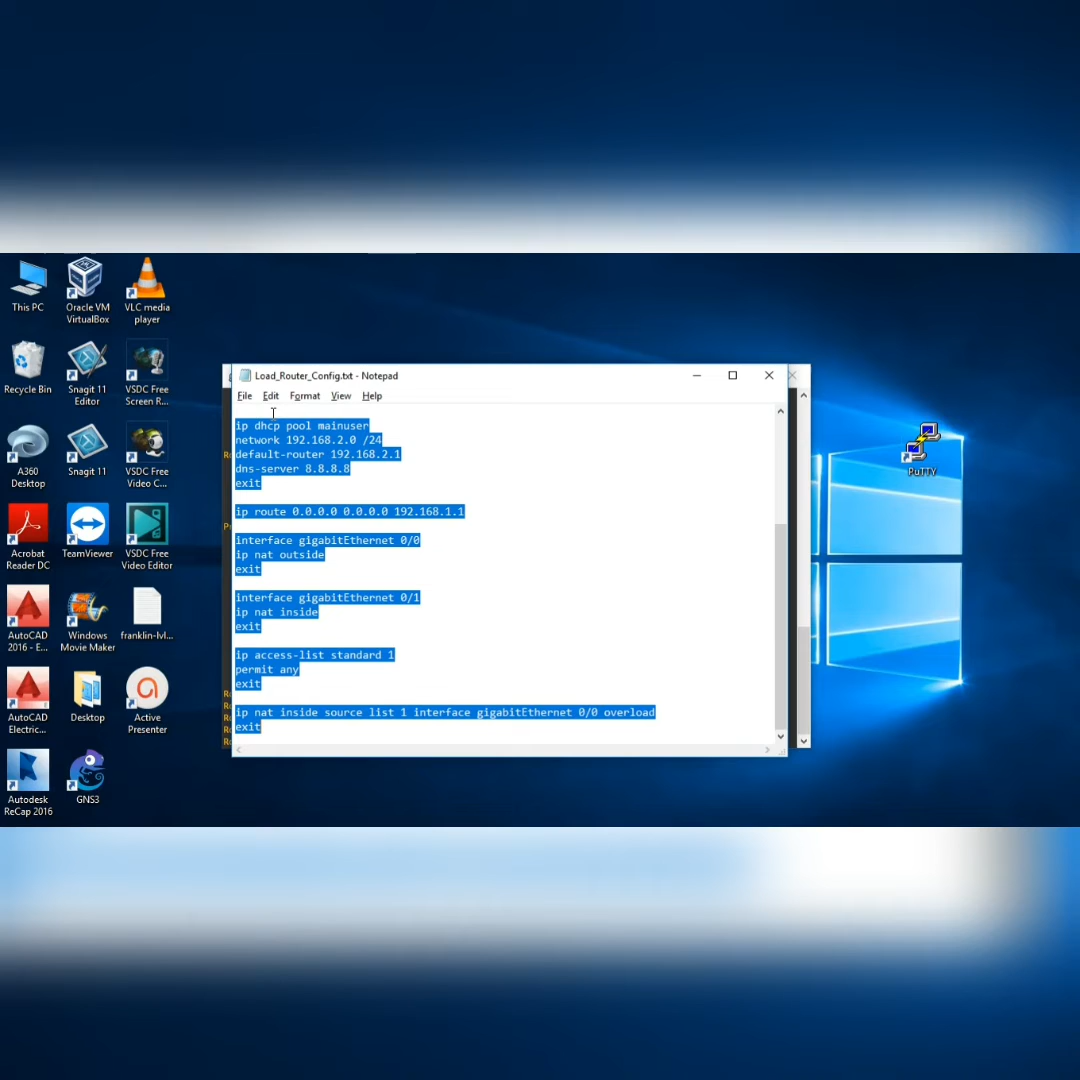 This PC
Oracle VM
VirtualBox
VLC media
player
Recycle Bin
Snagit 11
Editor
VSDC Free
Screen R...
A360
Desktop
Snagit 11
VSDC Free
Video C...
Acrobat
Reader DC
TeamViewer
VSDC Free
Video Editor
AutoCAD
2016 - E...
Windows
Movie Maker
franklin-lvl...
AutoCAD
Electric...
Desktop
Active
Presenter
Autodesk
ReCap 2016
GNS3
Load_Router_Config.txt - Notepad
File Edit Format View Help
ip dhcp pool mainuser
network 192.168.2.0 /24
default-router 192.168.2.1
dns-server 8.8.8.8
exit
ip route 0.0.0.0 0.0.0.0 192.168.1.1
interface gigabitEthernet 0/0
ip nat outside
exit
interface gigabitEthernet 0/1
ip nat inside
exit
ip access-list standard 1
permit any
exit
ip nat inside source list 1 interface gigabitEthernet 0/0 overload
exit
PuTTY